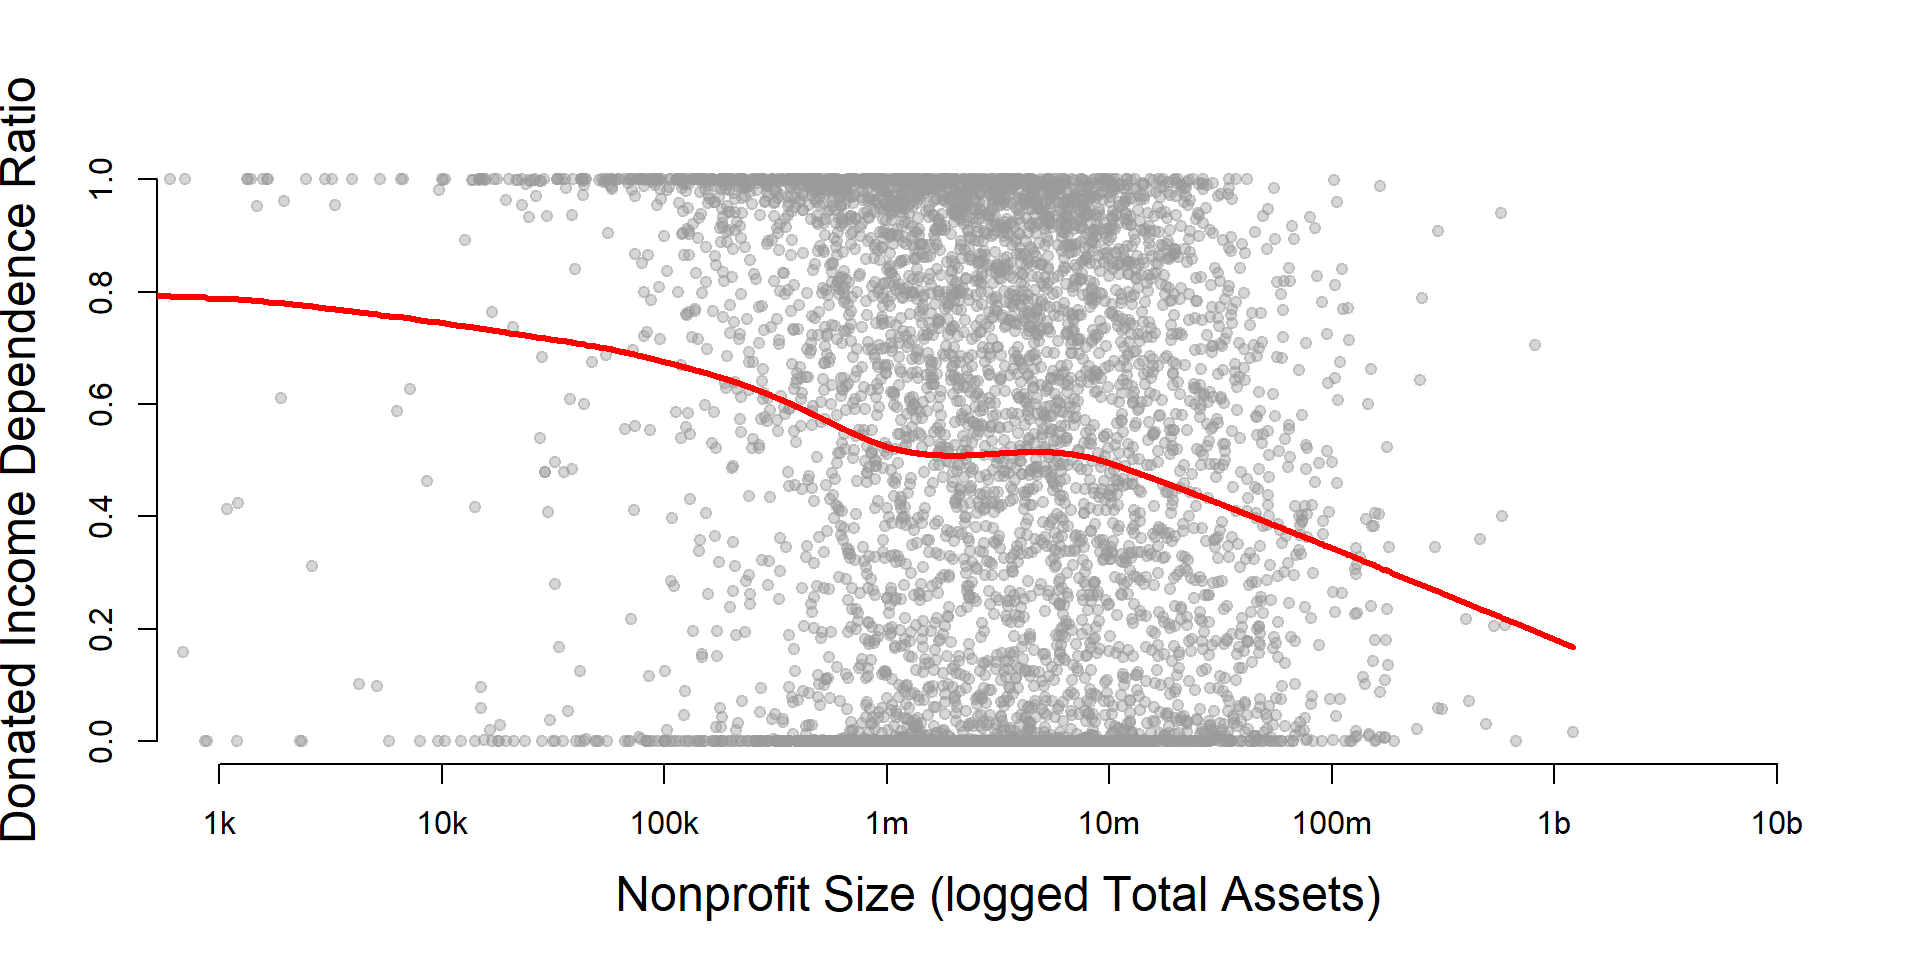 Donated Income Dependence Ratio
1.0
0.8
0.6
0.4
0.2
0.0
1k 10k 100k 1m 10m 100m 1b 10b
Nonprofit Size (logged Total Assets)